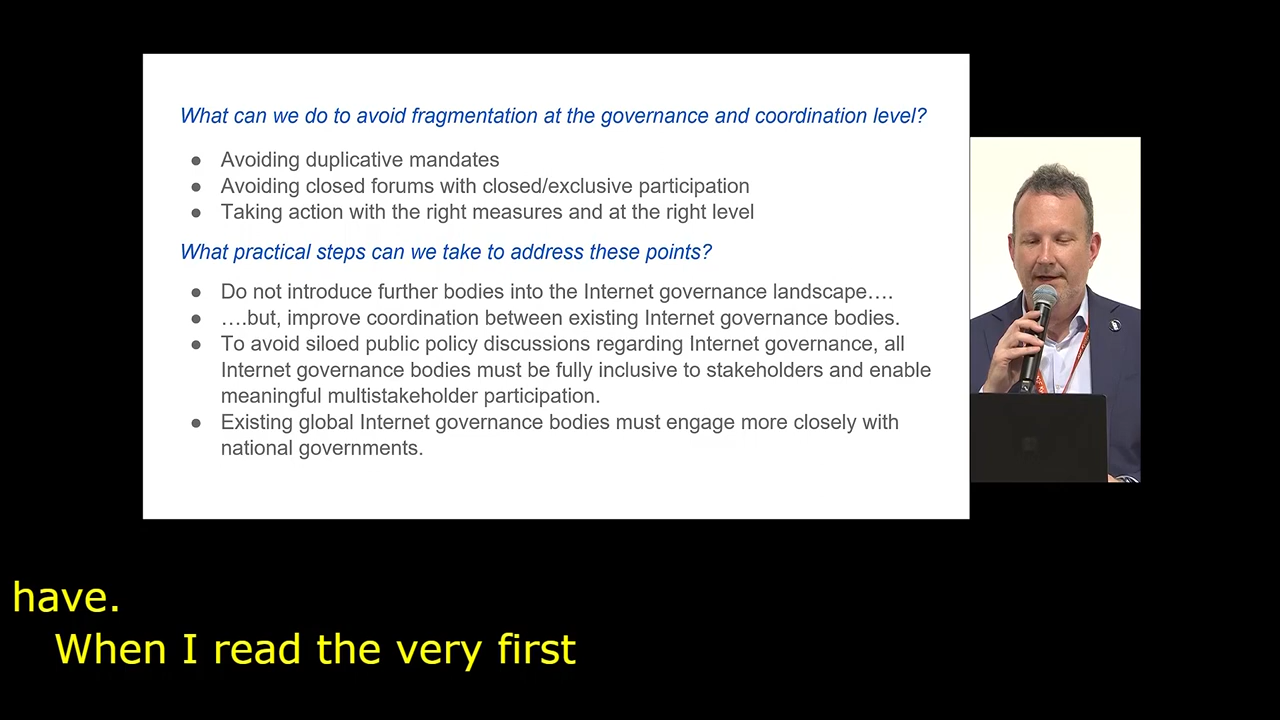 What can we do to avoid fragmentation at the governance and coordination level?
● Avoiding duplicative mandates
● Avoiding closed forums with closed/exclusive participation
● Taking action with the right measures and at the right level
What practical steps can we take to address these points?
● Do not introduce further bodies into the Internet governance landscape….
● ….but, improve coordination between existing Internet governance bodies.
● To avoid siloed public policy discussions regarding Internet governance, all
Internet governance bodies must be fully inclusive to stakeholders and enable
meaningful multistakeholder participation.
● Existing global Internet governance bodies must engage more closely with
national governments.
have.
When I read the very first